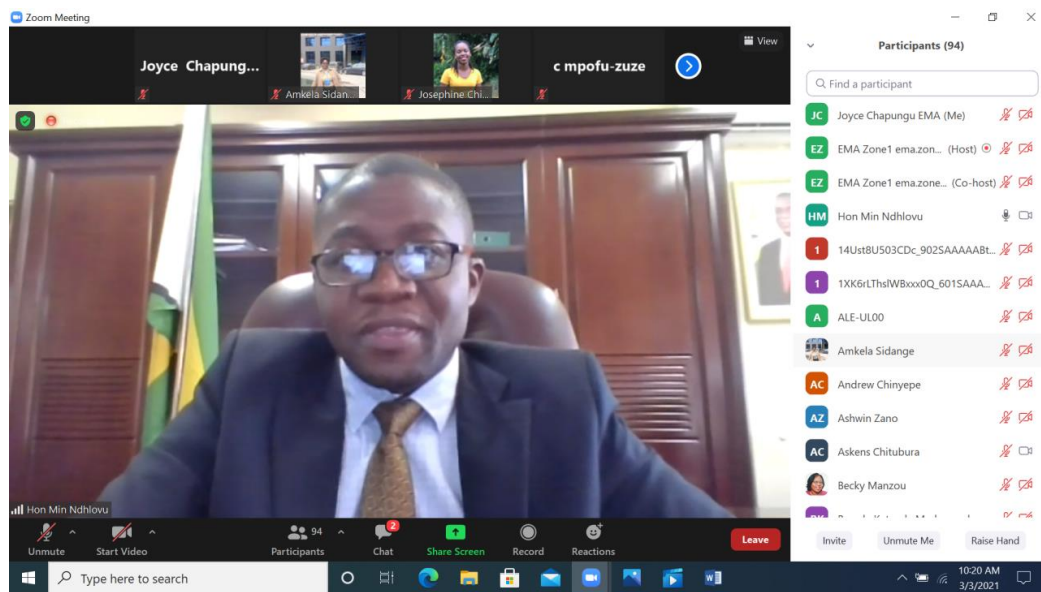 Zoom Meeting
Joyce Chapung...
Amkela Sidan...
Josephine Chi...
c mpofu-zuze
View
Hon Min Ndhlovu
Unmute
Start Video
94
Participants
2
Chat
Share Screen
Record
Reactions
Leave
Participants (94)
Find a participant
JC Joyce Chapungu EMA (Me)
EZ EMA Zone1 ema.zon... (Host)
EZ EMA Zone1 ema.zone... (Co-host)
HM Hon Min Ndhlovu
1 14Ust8U503CDc_902SAAAAABt...
1 1XK6rLThslWBxxx0Q_601SAAA...
A ALE-UL00
Amkela Sidange
AC Andrew Chinyepe
AZ Ashwin Zano
AC Askens Chitubura
Becky Manzou
Invite
Unmute Me
Raise Hand
Type here to search
10:20 AM
3/3/2021